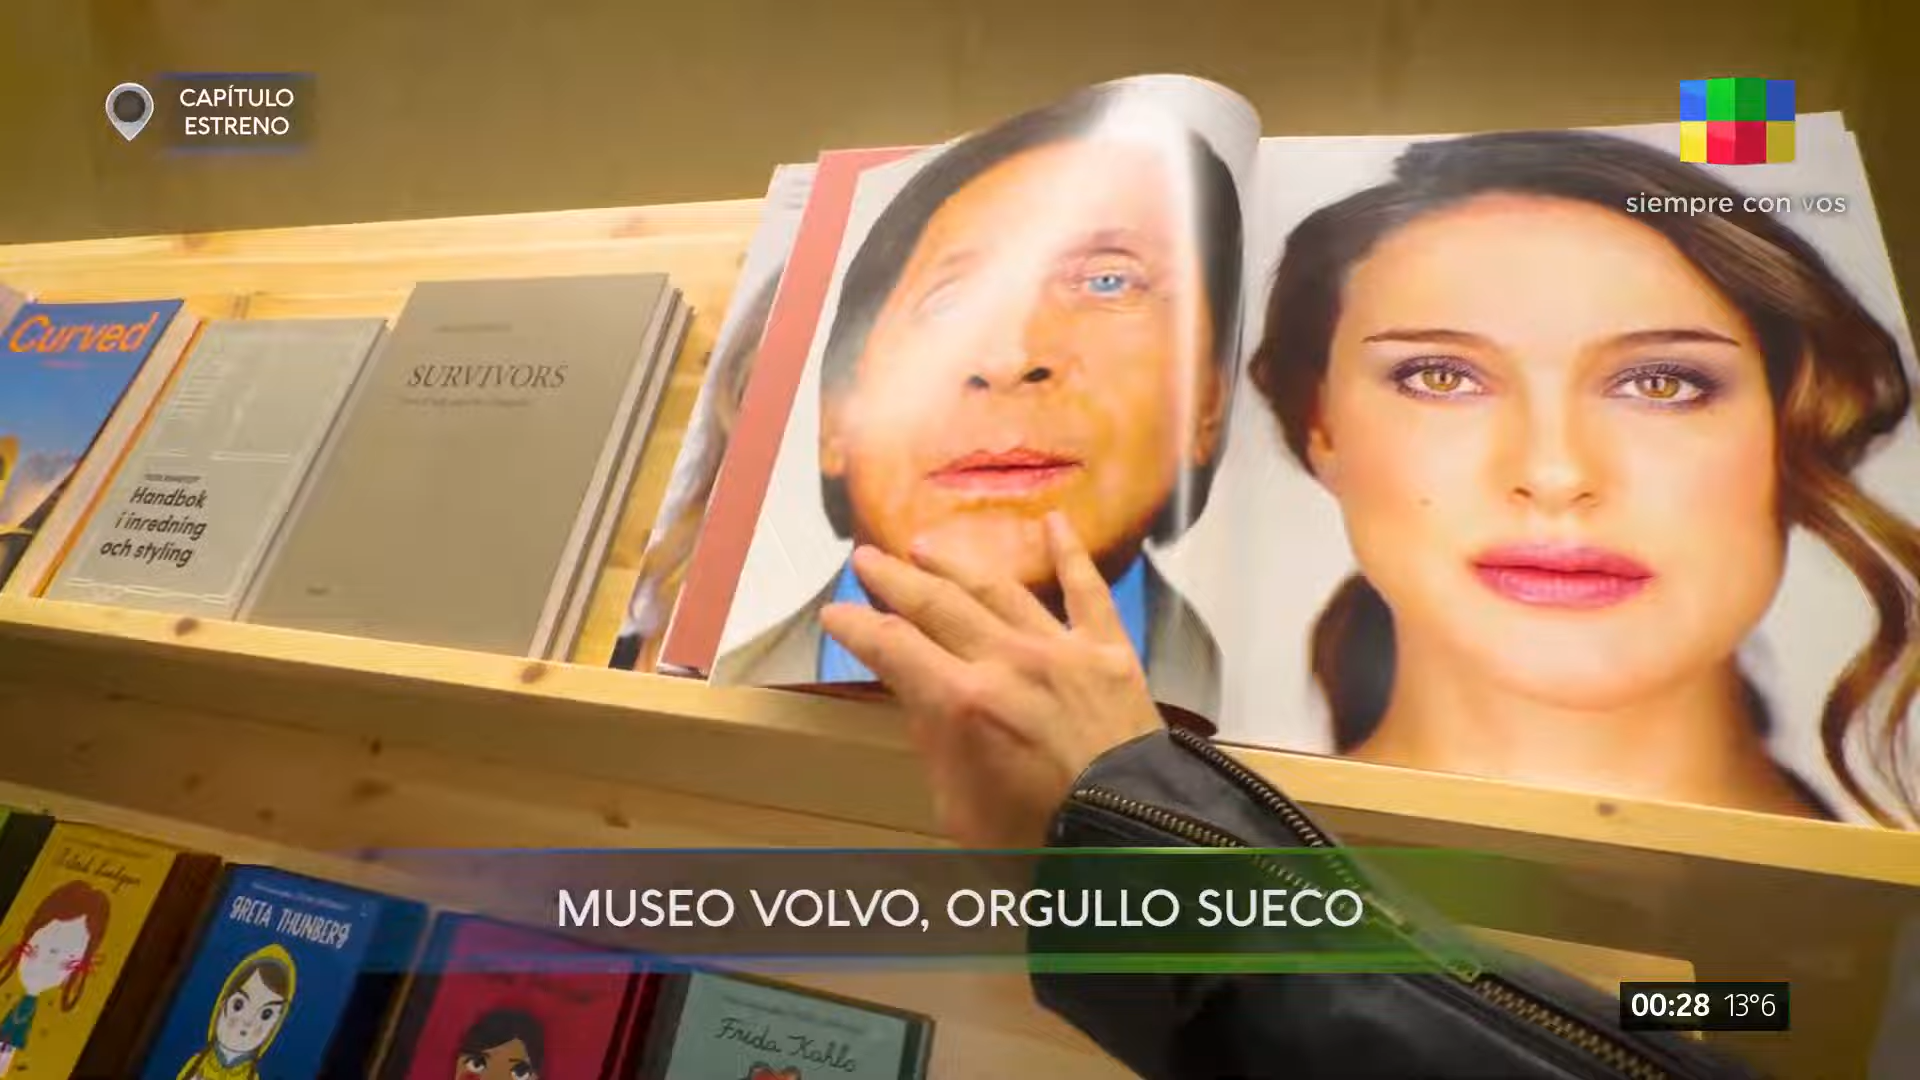 CAPÍTULO
ESTRENO
siempre con vos
Curved
SURVIVORS
Handbok
i inredning
och styling
MUSEO VOLVO, ORGULLO SUECO
GRETA THUNBERG
Frida Kahlo
00:28 13°6